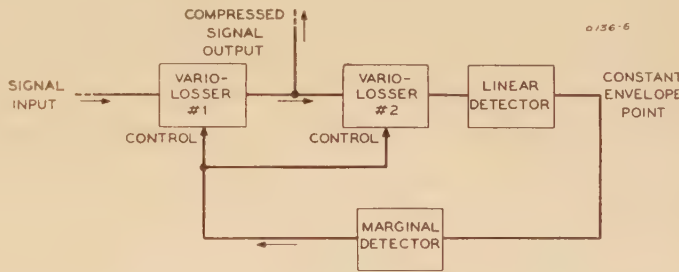 COMPRESSED
SIGNAL
OUTPUT
0136-6
SIGNAL
INPUT
VARIO-
LOSSER
#1
VARIO-
LOSSER
#2
LINEAR
DETECTOR
CONSTANT
ENVELOPE
POINT
CONTROL
CONTROL
MARGINAL
DETECTOR